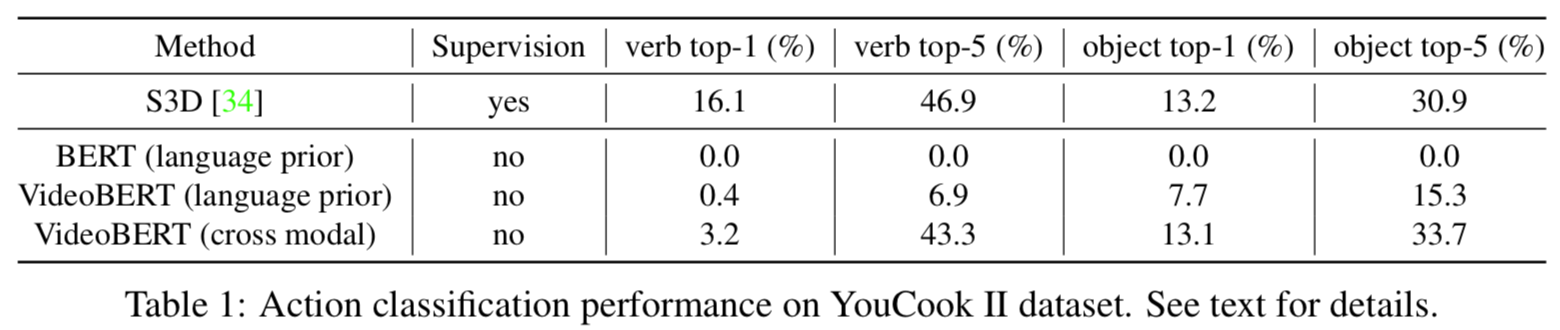 Method Supervision verb top-1 (%) verb top-5 (%) object top-1 (%) object top-5 (%)
S3D [34] yes 16.1 46.9 13.2 30.9
BERT (language prior) no 0.0 0.0 0.0 0.0
VideoBERT (language prior) no 0.4 6.9 7.7 15.3
VideoBERT (cross modal) no 3.2 43.3 13.1 33.7
Table 1: Action classification performance on YouCook II dataset. See text for details.